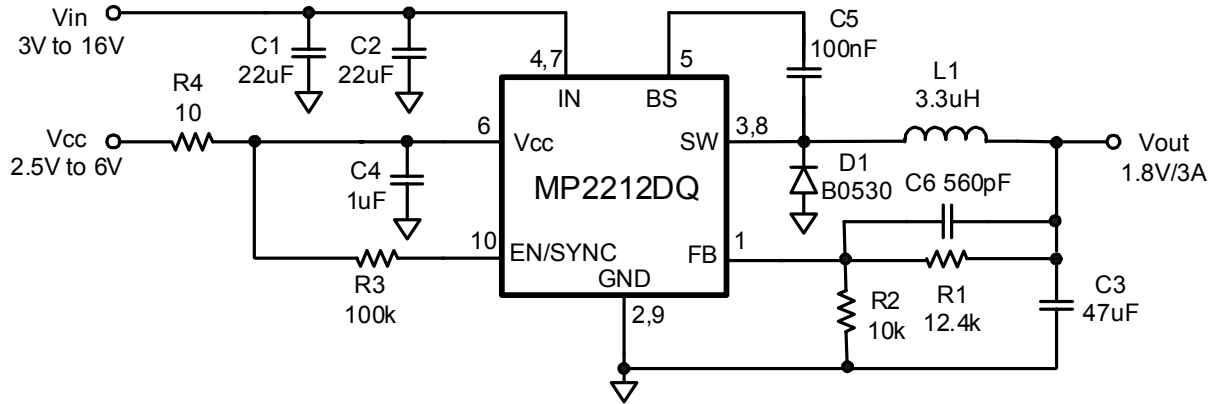 Vin
3V to 16V
C1
22uF
C2
22uF
4,7
5
C5
100nF
IN
BS
L1
3.3uH
R4
10
Vcc
2.5V to 6V
6
Vcc
SW
3,8
Vout
1.8V/3A
C4
1uF
MP2212DQ
D1
B0530
C6 560pF
10
EN/SYNC
FB
1
GND
R3
100k
2,9
R2
10k
R1
12.4k
C3
47uF